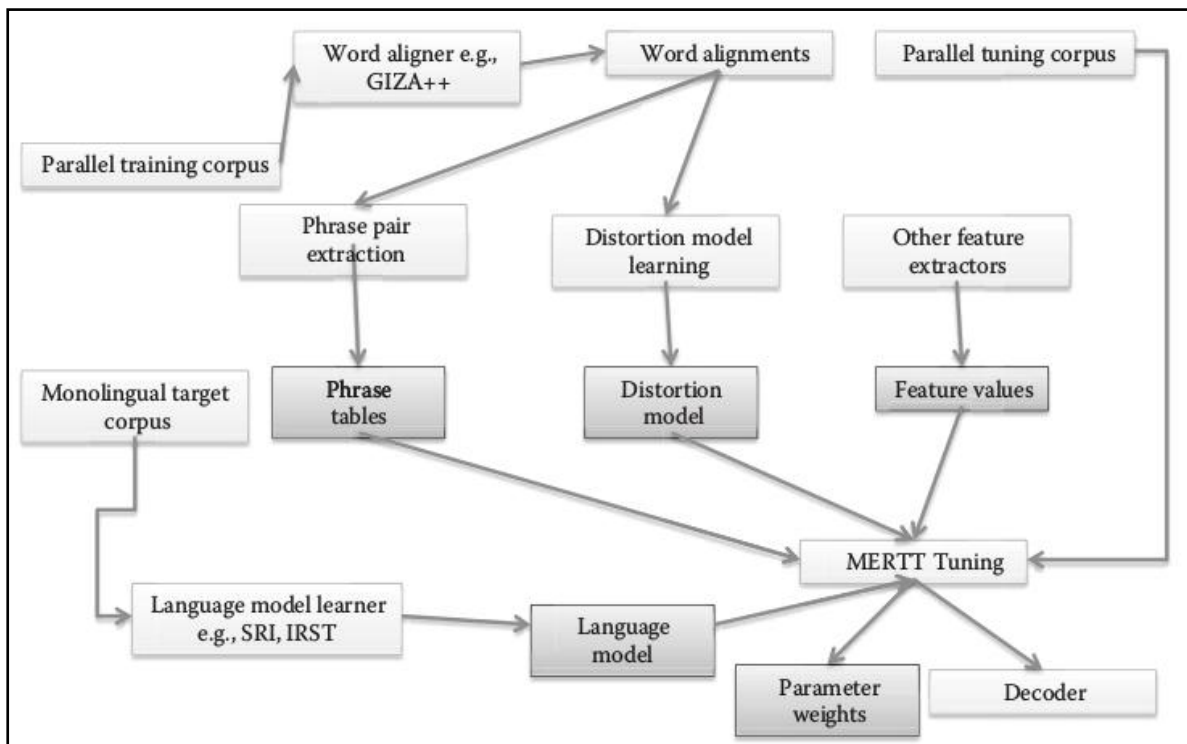 Word aligner e.g.,
GIZA++
Word alignments
Parallel tuning corpus
Parallel training corpus
Phrase pair
extraction
Distortion model
learning
Other feature
extractors
Monolingual target
corpus
Phrase
tables
Distortion
model
Feature values
MERTT Tuning
Language model learner
e.g., SRI, IRST
Language
model
Parameter
weights
Decoder